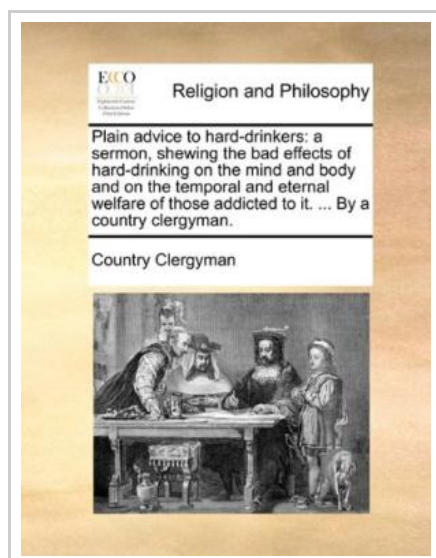 ECCO
Religion and Philosophy
Plain advice to hard-drinkers: a
sermon, shewing the bad effects of
hard-drinking on the mind and body
and on the temporal and eternal
welfare of those addicted to it. ... By a
country clergyman.
Country Clergyman